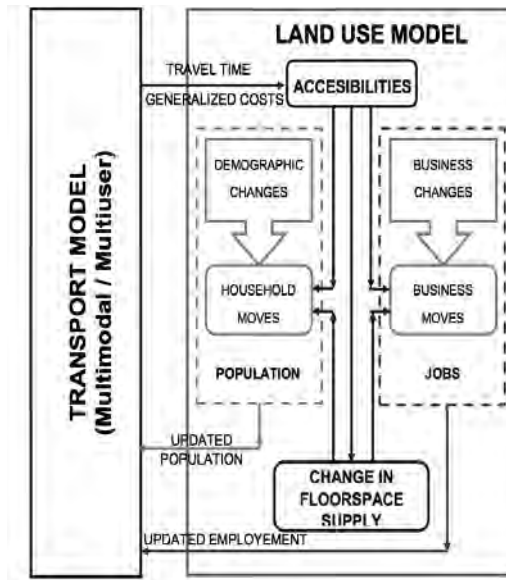 LAND USE MODEL
TRAVEL TIME
GENERALIZED COSTS
ACCESIBILITIES
TRANSPORT MODEL
(Multimodal / Multiuser)
DEMOGRAPHIC
CHANGES
BUSINESS
CHANGES
HOUSEHOLD
MOVES
BUSINESS
MOVES
POPULATION
JOBS
UPDATED
POPULATION
CHANGE IN
FLOORSPACE
SUPPLY
UPDATED EMPLOYEMENT